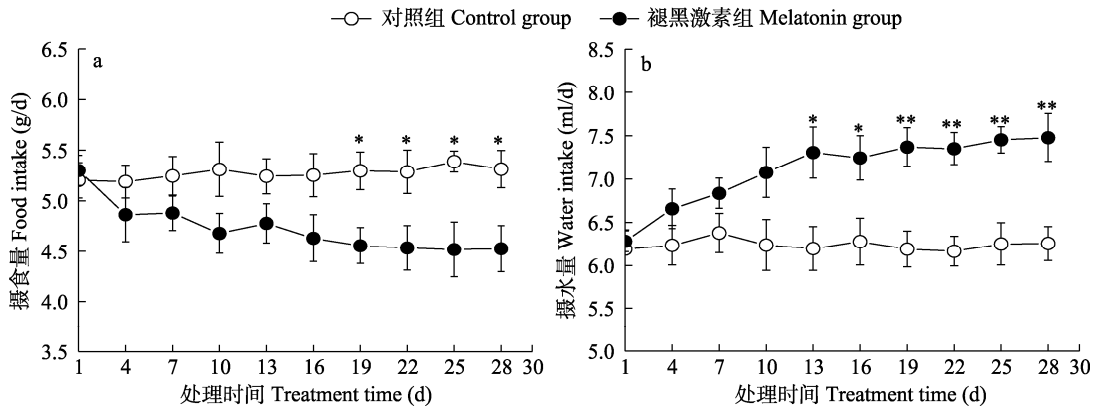 对照组 Control group 褪黑激素组 Melatonin group
a
摄食量 Food intake (g/d)
6.5
6.0
5.5
5.0
4.5
4.0
3.5
* * * *
1 4 7 10 13 16 19 22 25 28 30
处理时间 Treatment time (d)
b
摄水量 Water intake (ml/d)
8.5
8.0
7.5
7.0
6.5
6.0
5.5
5.0
* * ** ** ** **
1 4 7 10 13 16 19 22 25 28 30
处理时间 Treatment time (d)